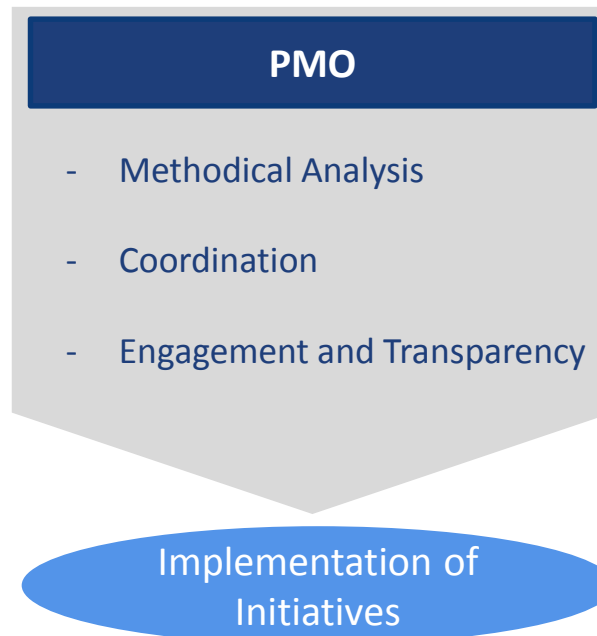 PMO
- Methodical Analysis
- Coordination
- Engagement and Transparency
Implementation of
Initiatives